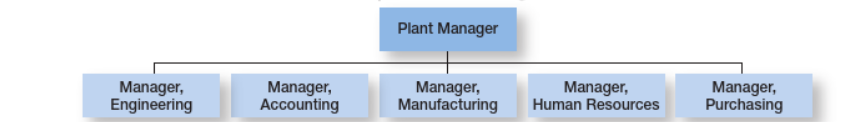 Plant Manager
Manager,
Engineering
Manager,
Accounting
Manager,
Manufacturing
Manager,
Human Resources
Manager,
Purchasing